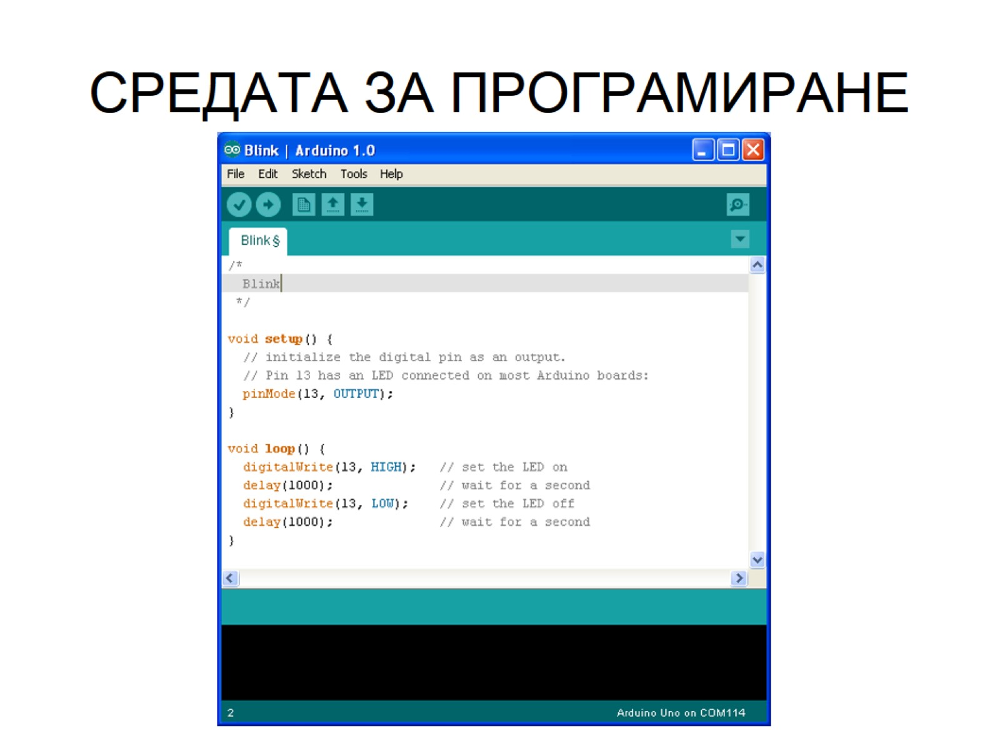 СРЕДАТА ЗА ПРОГРАМИРАНЕ
Blink | Arduino 1.0
File Edit Sketch Tools Help
Blink §
/*
  Blink
 */
void setup() {
  // initialize the digital pin as an output.
  // Pin 13 has an LED connected on most Arduino boards:
  pinMode(13, OUTPUT);
}
void loop() {
  digitalWrite(13, HIGH);   // set the LED on
  delay(1000);              // wait for a second
  digitalWrite(13, LOW);    // set the LED off
  delay(1000);              // wait for a second
}
2 Arduino Uno on COM114